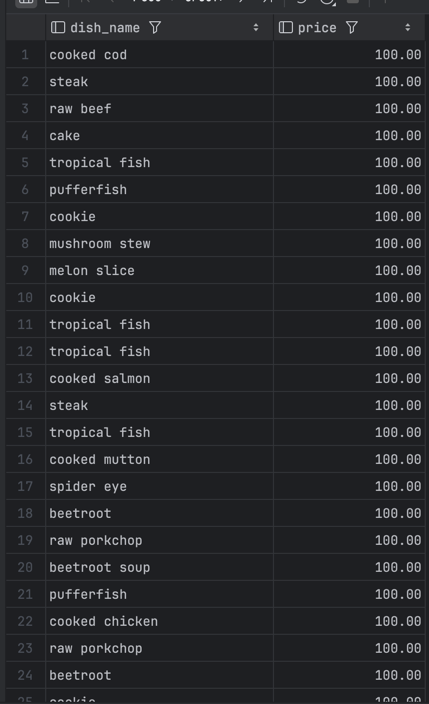 dish_name price
1 cooked cod 100.00
2 steak 100.00
3 raw beef 100.00
4 cake 100.00
5 tropical fish 100.00
6 pufferfish 100.00
7 cookie 100.00
8 mushroom stew 100.00
9 melon slice 100.00
10 cookie 100.00
11 tropical fish 100.00
12 tropical fish 100.00
13 cooked salmon 100.00
14 steak 100.00
15 tropical fish 100.00
16 cooked mutton 100.00
17 spider eye 100.00
18 beetroot 100.00
19 raw porkchop 100.00
20 beetroot soup 100.00
21 pufferfish 100.00
22 cooked chicken 100.00
23 raw porkchop 100.00
24 beetroot 100.00
25 cookie 100.00